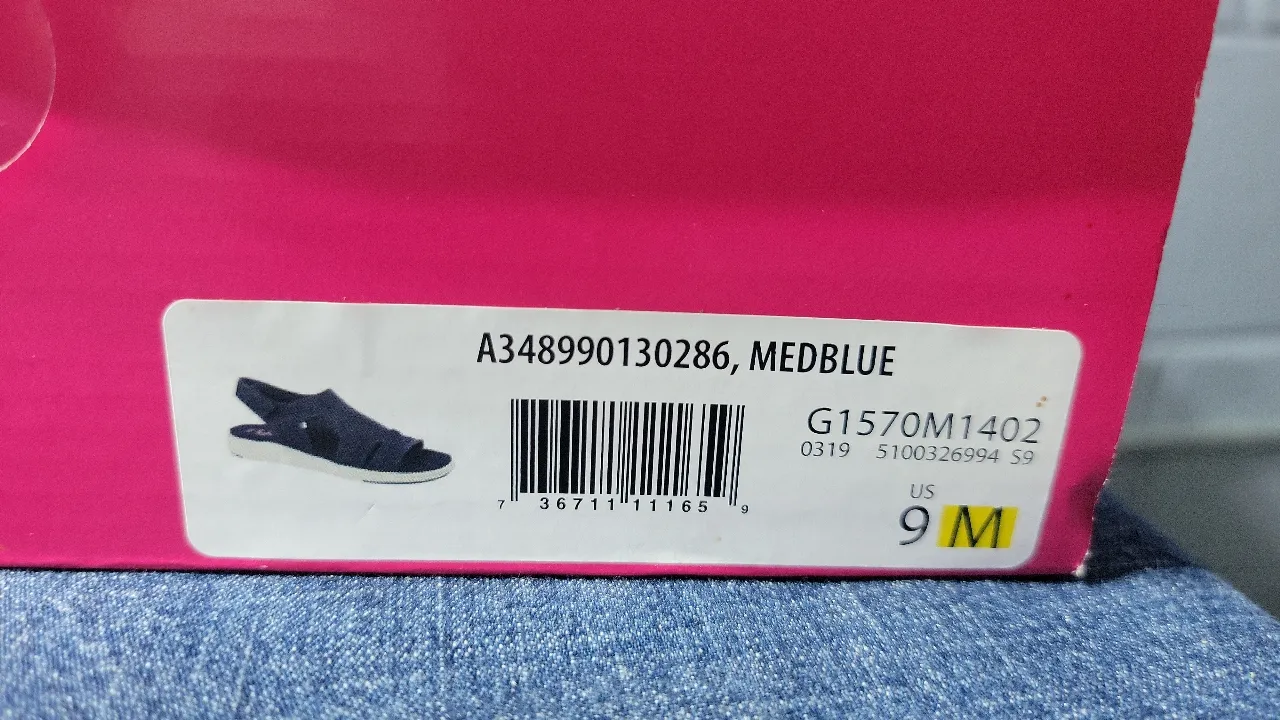 A348990130286, MEDBLUE
G1570M1402
0319 5100326994 S9
7 36711 11165 9
US
9 M